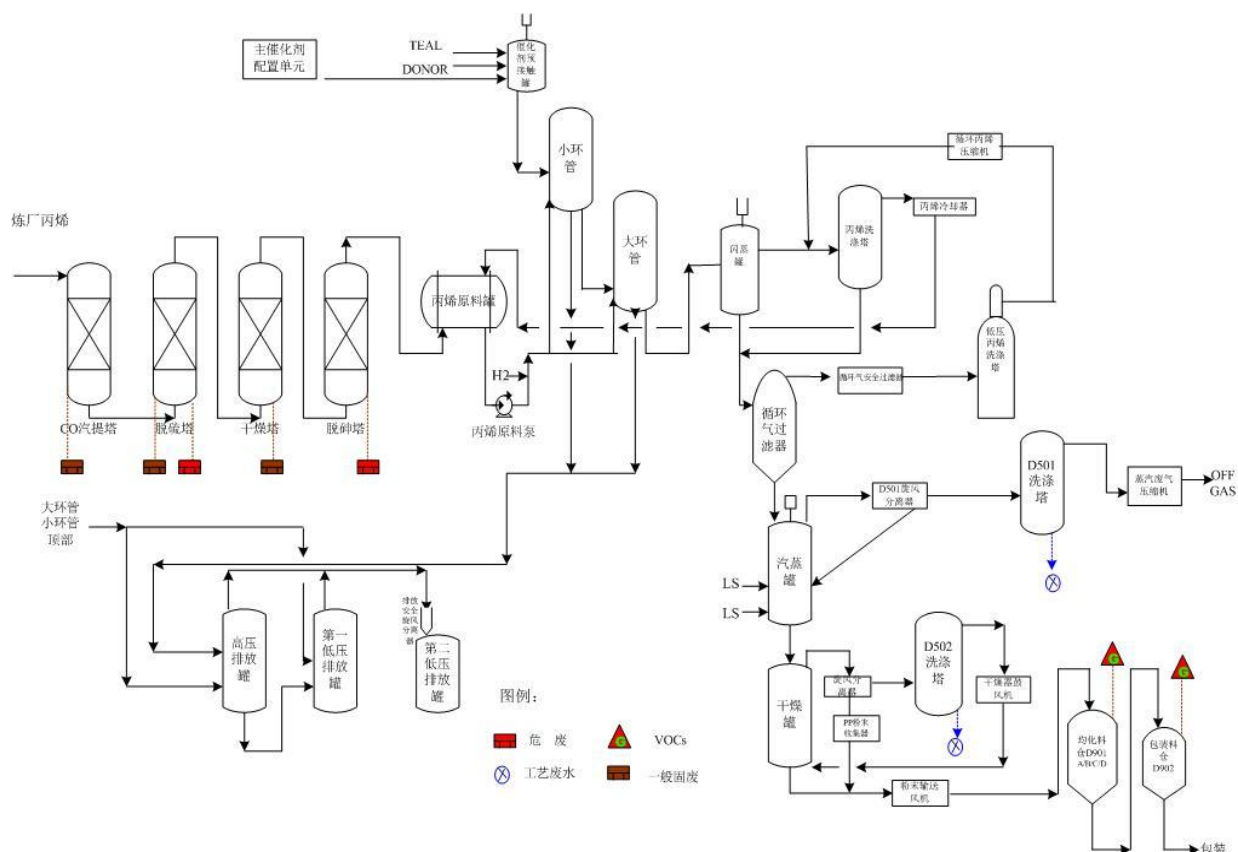 主催化剂
配置单元
TEAL
DONOR
催化
剂预
接触
罐
小环
管
大环
管
炼厂丙烯
丙烯原料罐
H2
丙烯原料泵
CO汽提塔
脱硫塔
干燥塔
脱砷塔
闪蒸
罐
丙烯洗
涤塔
循环丙烯
压缩机
丙烯冷却器
低压
丙烯
洗涤
塔
循环气安全过滤器
循环
气过
滤器
D501旋风
分离器
D501
洗涤
塔
蒸汽废气
压缩机
OFF
GAS
汽蒸
罐
LS
LS
大环管
小环管
顶部
高压
排放
罐
第一
低压
排放
罐
排放
安全
旋风
分离
器
第二
低压
排放
罐
干燥
罐
旋风分
离器
PP粉末
收集器
D502
洗涤
塔
干燥器鼓
风机
粉末输送
风机
均化料
仓D901
A/B/C/D
包装料
仓
D902
G
G
包装
图例：
危 废
G
VOCs
工艺废水
一般固废